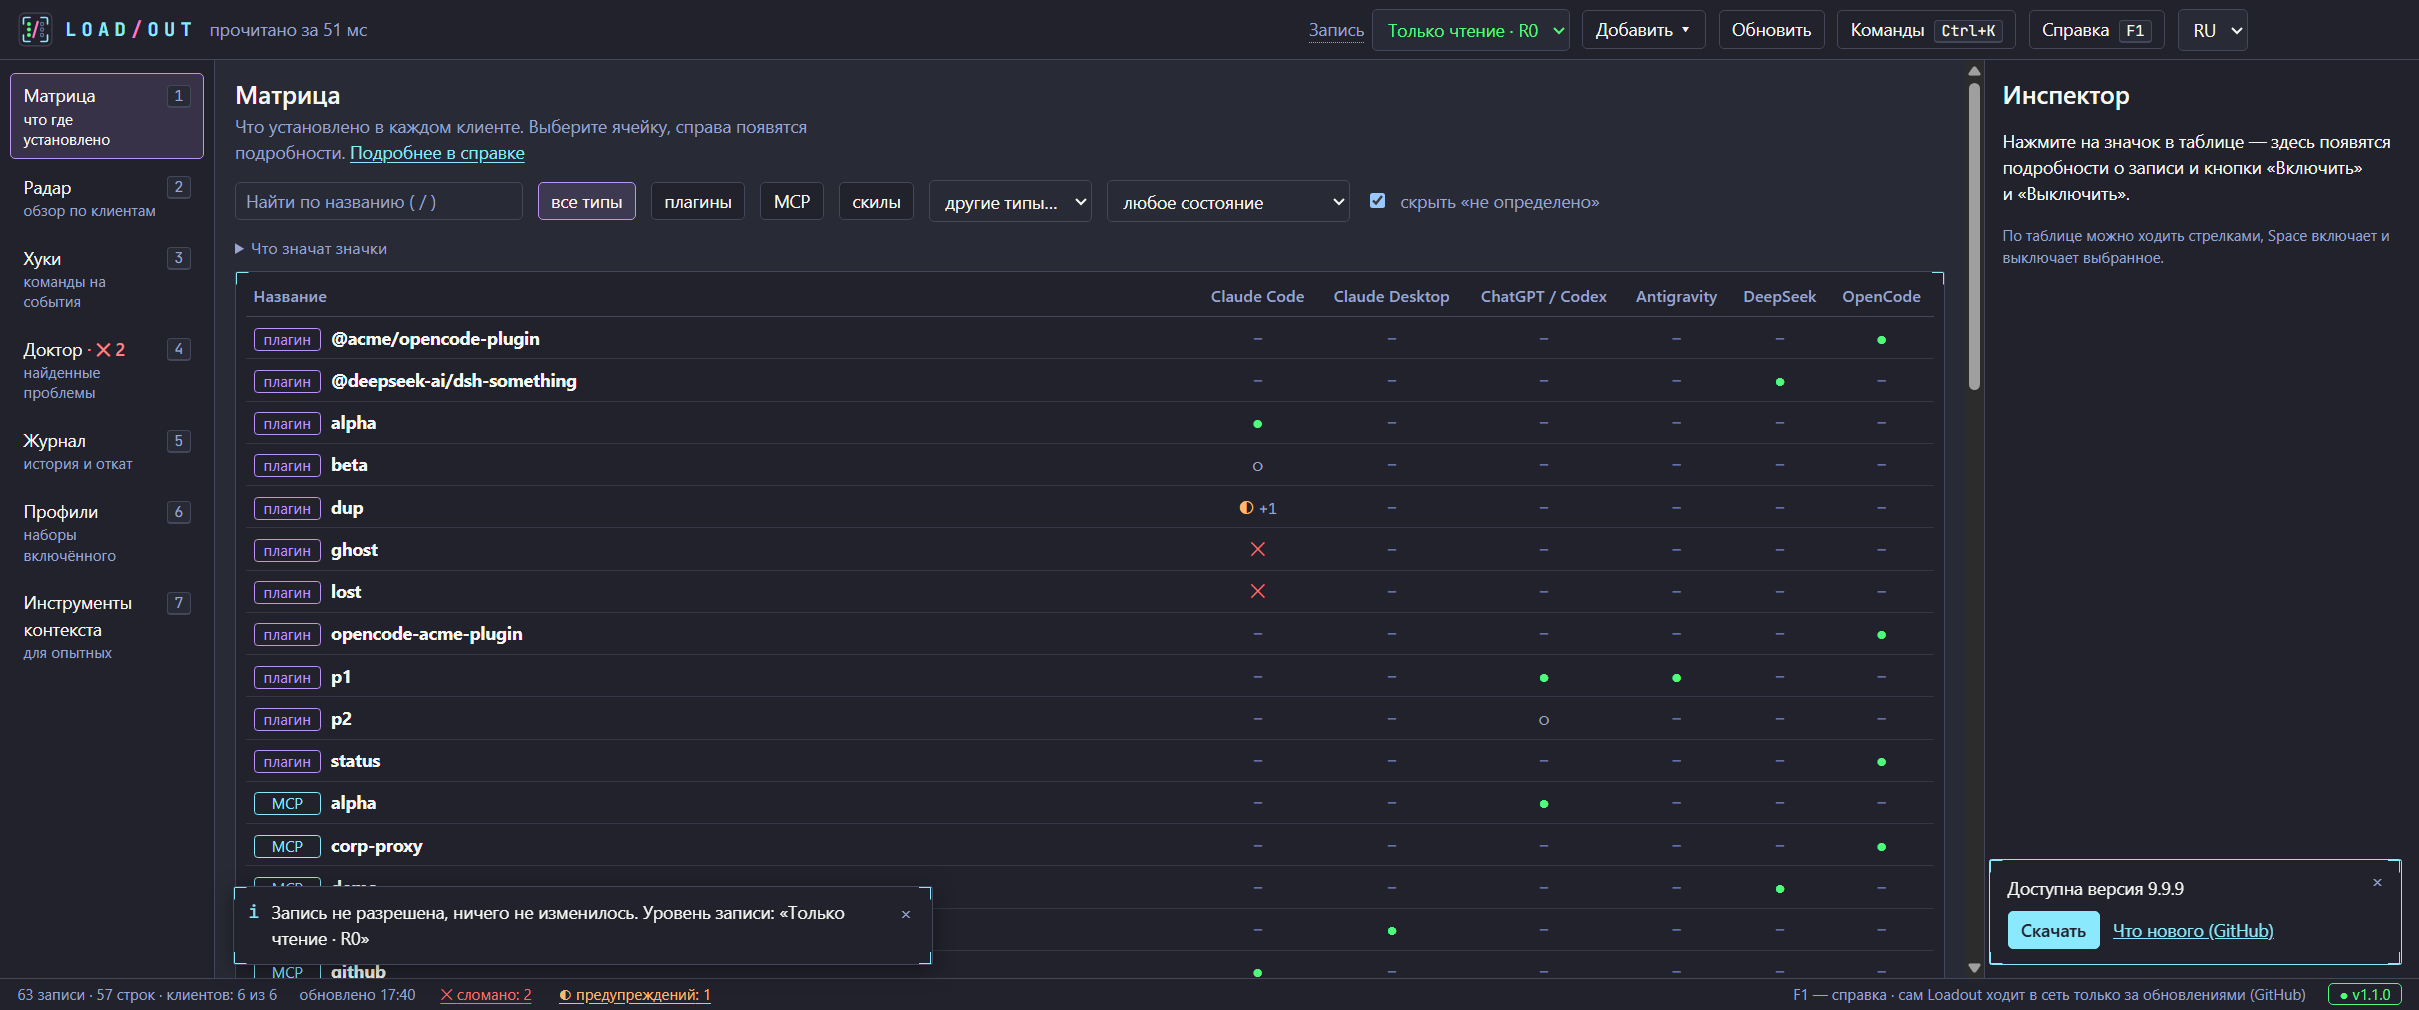 LOAD/OUT прочитано за 51 мс
Запись Только чтение · R0 Добавить Обновить Команды Ctrl+K Справка F1 RU
Матрица 1
что где
установлено
Радар 2
обзор по клиентам
Хуки 3
команды на
события
Доктор · ✕ 2 4
найденные
проблемы
Журнал 5
история и откат
Профили 6
наборы
включённого
Инструменты 7
контекста
для опытных
Матрица
Что установлено в каждом клиенте. Выберите ячейку, справа появятся
подробности. Подробнее в справке
Найти по названию ( / ) все типы плагины MCP скилы другие типы... любое состояние скрыть «не определено»
Что значат значки
Название Claude Code Claude Desktop ChatGPT / Codex Antigravity DeepSeek OpenCode
плагин @acme/opencode-plugin – – – – – ●
плагин @deepseek-ai/dsh-something – – – – ● –
плагин alpha ● – – – – –
плагин beta ○ – – – – –
плагин dup ◐ +1 – – – – –
плагин ghost ✕ – – – – –
плагин lost ✕ – – – – –
плагин opencode-acme-plugin – – – – – ●
плагин p1 – – ● ● – –
плагин p2 – – ○ – – –
плагин status – – – – – ●
MCP alpha – – ● – – –
MCP corp-proxy – – – – – ●
– – – – ● –
– ● – – – –
MCP github ● – – – – –
i Запись не разрешена, ничего не изменилось. Уровень записи: «Только ×
чтение · R0»
Инспектор
Нажмите на значок в таблице — здесь появятся
подробности о записи и кнопки «Включить»
и «Выключить».
По таблице можно ходить стрелками, Space включает и
выключает выбранное.
Доступна версия 9.9.9 ×
Скачать Что нового (GitHub)
63 записи · 57 строк · клиентов: 6 из 6 обновлено 17:40 ✕ сломано: 2 ◐ предупреждений: 1 F1 — справка · сам Loadout ходит в сеть только за обновлениями (GitHub) ● v1.1.0